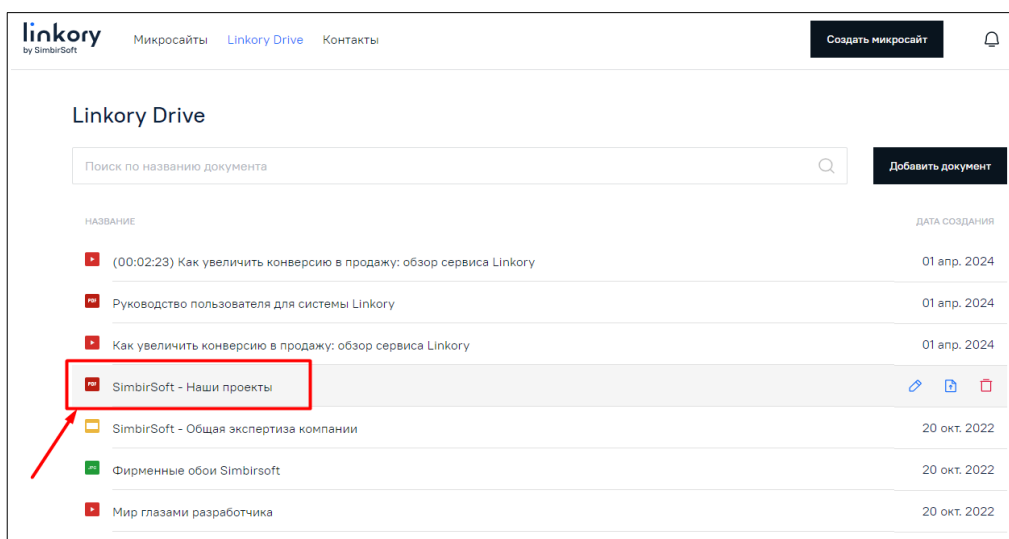 linkory
by SimbirSoft
Микросайты Linkory Drive Контакты
Создать микросайт
Linkory Drive
Поиск по названию документа
Добавить документ
НАЗВАНИЕ ДАТА СОЗДАНИЯ
(00:02:23) Как увеличить конверсию в продажу: обзор сервиса Linkory 01 апр. 2024
PDF Руководство пользователя для системы Linkory 01 апр. 2024
Как увеличить конверсию в продажу: обзор сервиса Linkory 01 апр. 2024
PDF SimbirSoft - Наши проекты
SimbirSoft - Общая экспертиза компании 20 окт. 2022
JPG Фирменные обои Simbirsoft 20 окт. 2022
Мир глазами разработчика 20 окт. 2022